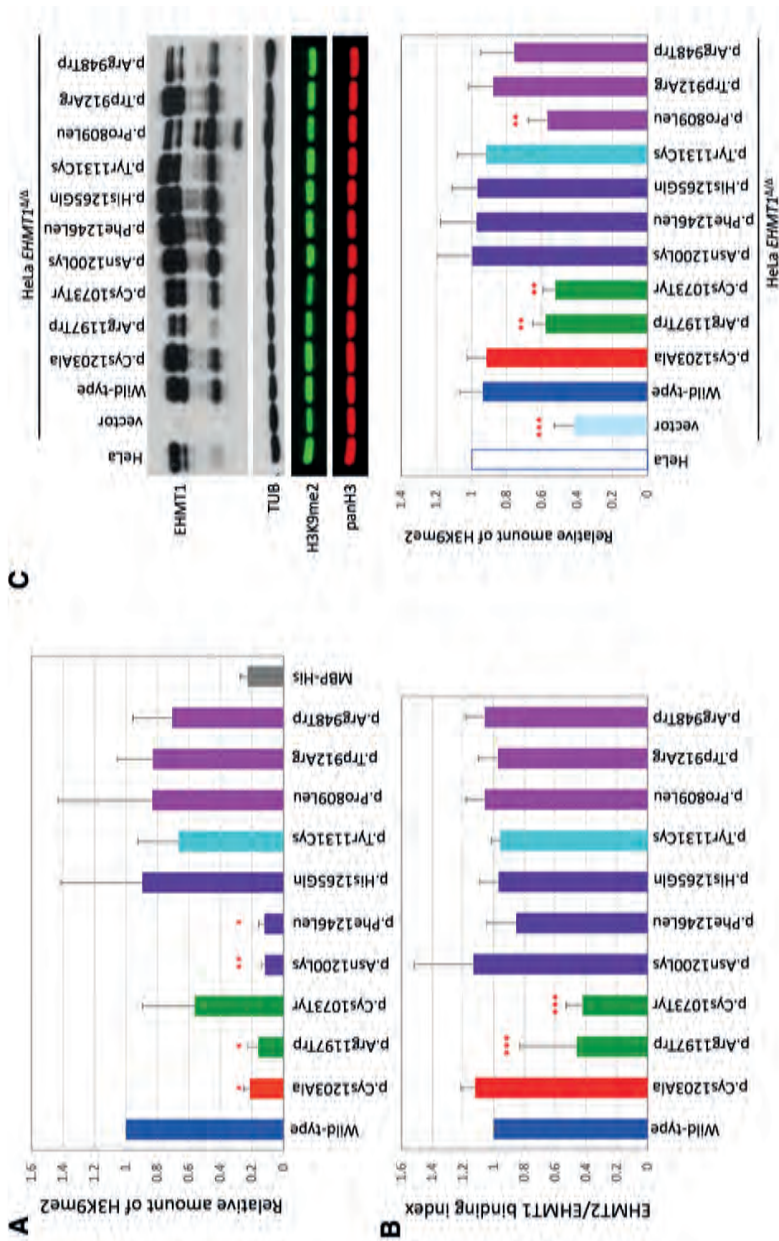 A
Relative amount of H3K9me2
1.6
1.4
1.2
1
0.8
0.6
0.4
0.2
0
*
*
**
*
Wild-type
p.Cys1203Ala
p.Arg1197Trp
p.Cys1073Tyr
p.Asn1200Lys
p.Phe1246Leu
p.His1265Gln
p.Tyr1131Cys
p.Pro809Leu
p.Trp912Arg
p.Arg948Trp
MBP-His
B
EHMT2/EHMT1 binding index
1.6
1.4
1.2
1
0.8
0.6
0.4
0.2
0
***
***
Wild-type
p.Cys1203Ala
p.Arg1197Trp
p.Cys1073Tyr
p.Asn1200Lys
p.Phe1246Leu
p.His1265Gln
p.Tyr1131Cys
p.Pro809Leu
p.Trp912Arg
p.Arg948Trp
C
HeLa EHMT1Δ/Δ
HeLa
vector
Wild-type
p.Cys1203Ala
p.Arg1197Trp
p.Cys1073Tyr
p.Asn1200Lys
p.Phe1246Leu
p.His1265Gln
p.Tyr1131Cys
p.Pro809Leu
p.Trp912Arg
p.Arg948Trp
EHMT1
TUB
H3K9me2
panH3
Relative amount of H3K9me2
1.4
1.2
1
0.8
0.6
0.4
0.2
0
***
**
**
**
HeLa
vector
Wild-type
p.Cys1203Ala
p.Arg1197Trp
p.Cys1073Tyr
p.Asn1200Lys
p.Phe1246Leu
p.His1265Gln
p.Tyr1131Cys
p.Pro809Leu
p.Trp912Arg
p.Arg948Trp
HeLa EHMT1Δ/Δ